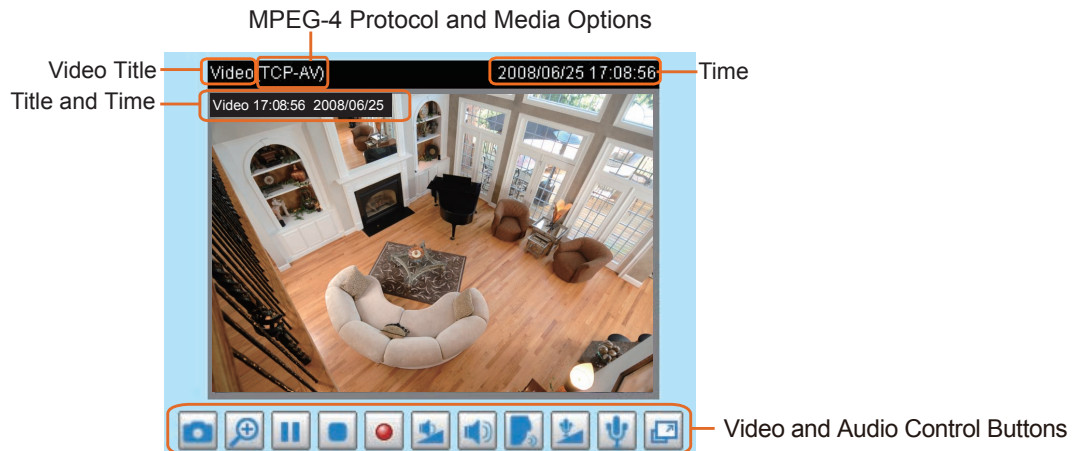 MPEG-4 Protocol and Media Options
Video Title
Video (TCP-AV)
2008/06/25 17:08:56
Time
Title and Time
Video 17:08:56 2008/06/25
Video and Audio Control Buttons